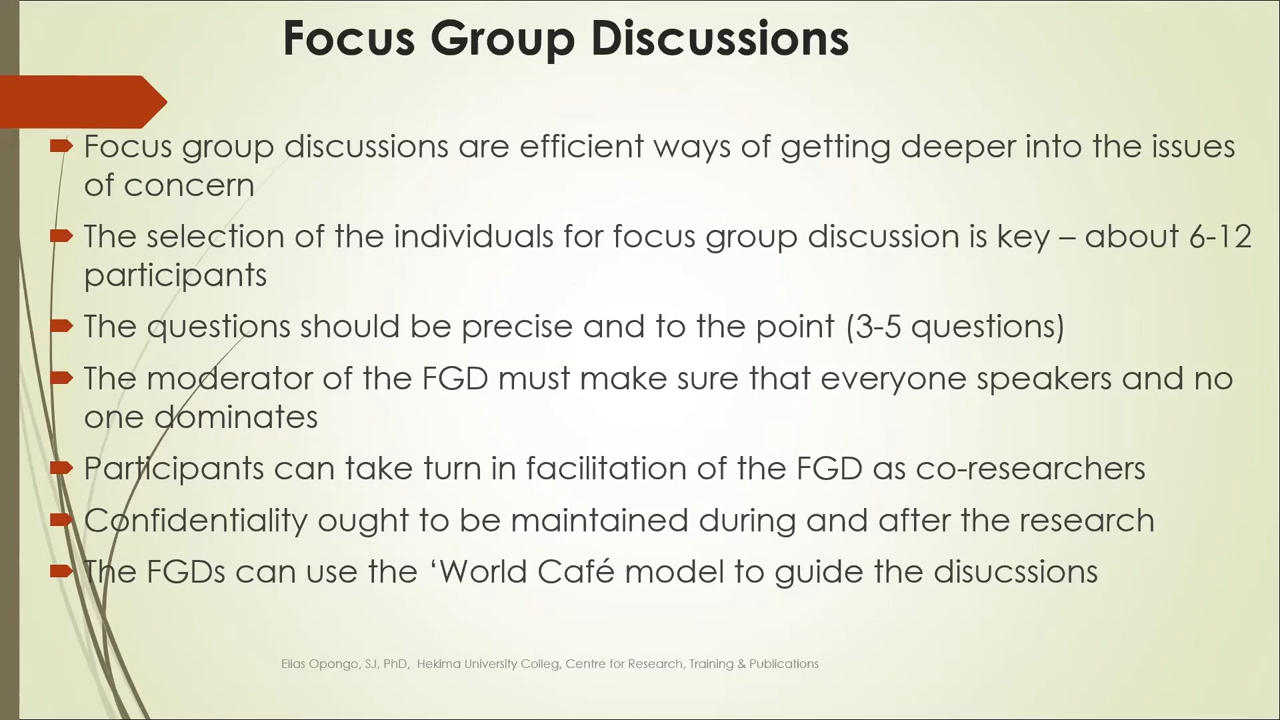 Focus Group Discussions
Focus group discussions are efficient ways of getting deeper into the issues
of concern
The selection of the individuals for focus group discussion is key – about 6-12
participants
The questions should be precise and to the point (3-5 questions)
The moderator of the FGD must make sure that everyone speakers and no
one dominates
Participants can take turn in facilitation of the FGD as co-researchers
Confidentiality ought to be maintained during and after the research
The FGDs can use the ‘World Café model to guide the disucssions
Elias Opongo, SJ, PhD,  Hekima University Colleg, Centre for Research, Training & Publications